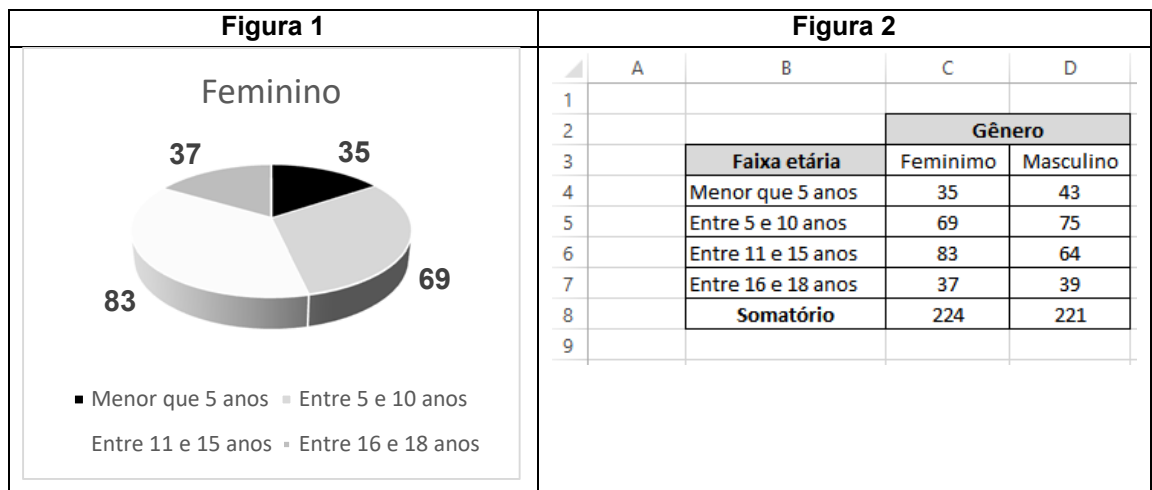 Figura 1
Feminino
37 35
83 69
Menor que 5 anos Entre 5 e 10 anos
Entre 11 e 15 anos Entre 16 e 18 anos
Figura 2
A B C D
1
2 Gênero
3 Faixa etária Feminimo Masculino
4 Menor que 5 anos 35 43
5 Entre 5 e 10 anos 69 75
6 Entre 11 e 15 anos 83 64
7 Entre 16 e 18 anos 37 39
8 Somatório 224 221
9